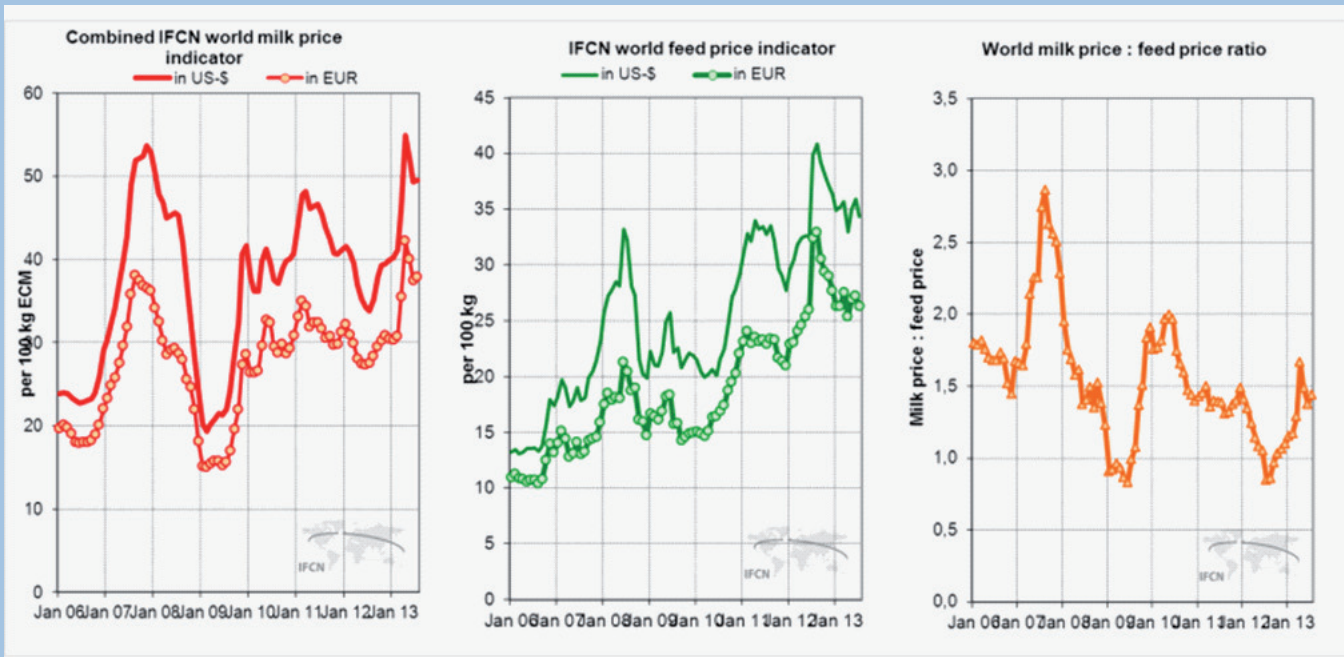 Combined IFCN world milk price
indicator
in US-$ in EUR
per 100 kg ECM
60
50
40
30
20
10
0
Jan 06 Jan 07 Jan 08 Jan 09 Jan 10 Jan 11 Jan 12 Jan 13
IFCN
IFCN world feed price indicator
in US-$ in EUR
per 100 kg
45
40
35
30
25
20
15
10
5
0
Jan 06 Jan 07 Jan 08 Jan 09 Jan 10 Jan 11 Jan 12 Jan 13
IFCN
World milk price : feed price ratio
Milk price : feed price
3,5
3,0
2,5
2,0
1,5
1,0
0,5
0,0
Jan 06 Jan 07 Jan 08 Jan 09 Jan 10 Jan 11 Jan 12 Jan 13
IFCN